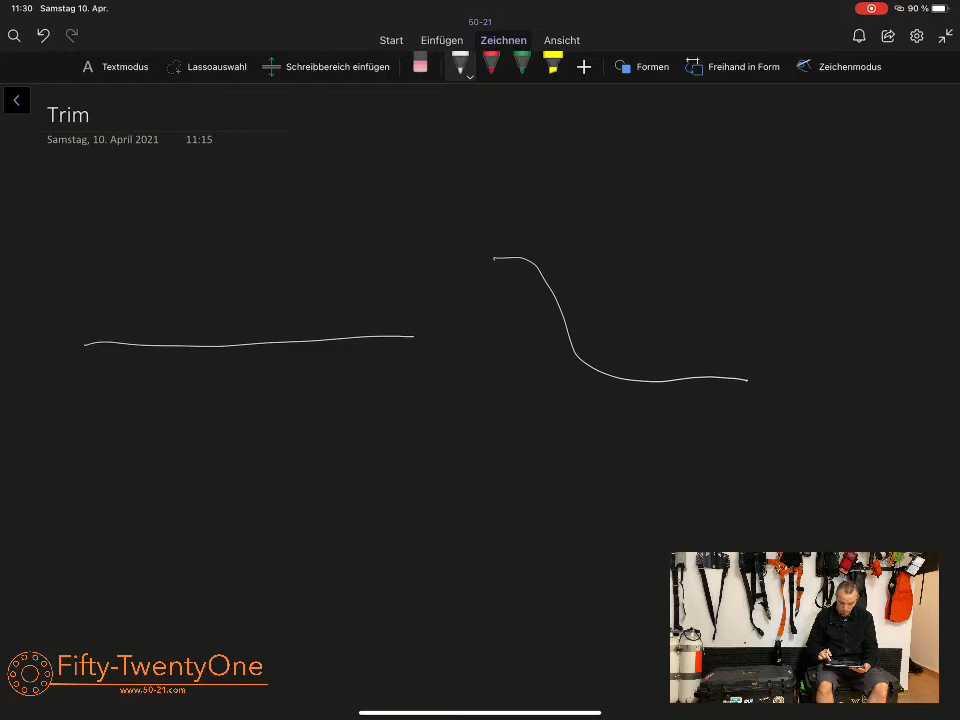 11:30 Samstag 10. Apr.
90 %
50-21
Start Einfügen Zeichnen Ansicht
Textmodus Lassoauswahl Schreibbereich einfügen Formen Freihand in Form Zeichenmodus
Trim
Samstag, 10. April 2021 11:15
Fifty-TwentyOne
www.50-21.com